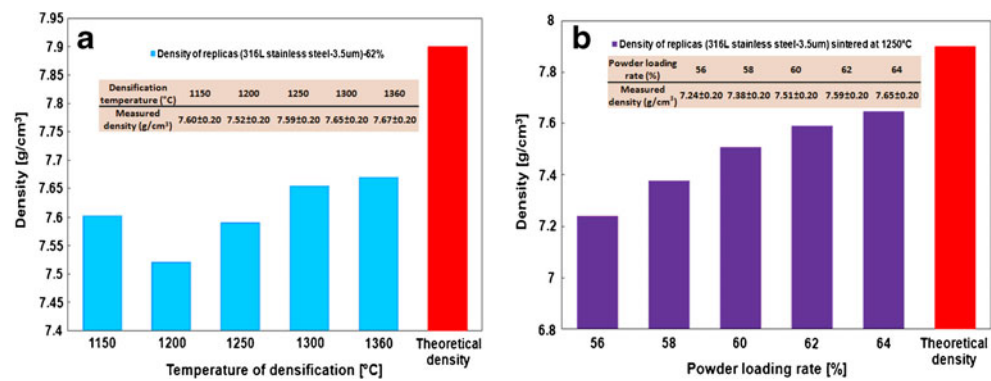 a
Density of replicas (316L stainless steel-3.5um)-62%
Densification temperature (°C) 1150 1200 1250 1300 1360
Measured density (g/cm³) 7.60±0.20 7.52±0.20 7.59±0.20 7.65±0.20 7.67±0.20
Density [g/cm³]
7.95
7.9
7.85
7.8
7.75
7.7
7.65
7.6
7.55
7.5
7.45
7.4
1150 1200 1250 1300 1360 Theoretical density
Temperature of densification [°C]
b
Density of replicas (316L stainless steel-3.5um) sintered at 1250°C
Powder loading rate (%) 56 58 60 62 64
Measured density (g/cm³) 7.24±0.20 7.38±0.20 7.51±0.20 7.59±0.20 7.65±0.20
Density [g/cm³]
8
7.8
7.6
7.4
7.2
7
6.8
56 58 60 62 64 Theoretical density
Powder loading rate [%]